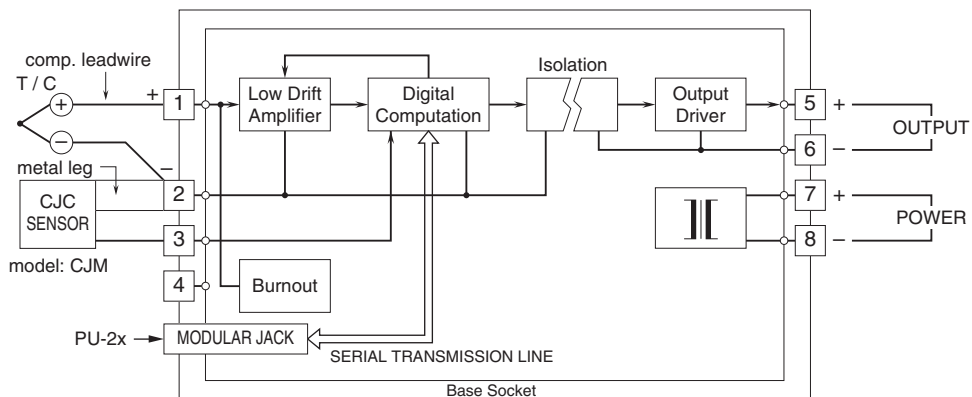 comp. leadwire
T / C
+
−
+
−
metal leg
CJC
SENSOR
model: CJM
PU-2x
1
2
3
4
MODULAR JACK
Low Drift
Amplifier
Digital
Computation
Isolation
Output
Driver
Burnout
SERIAL TRANSMISSION LINE
Base Socket
5
6
7
8
+
−
OUTPUT
+
−
POWER